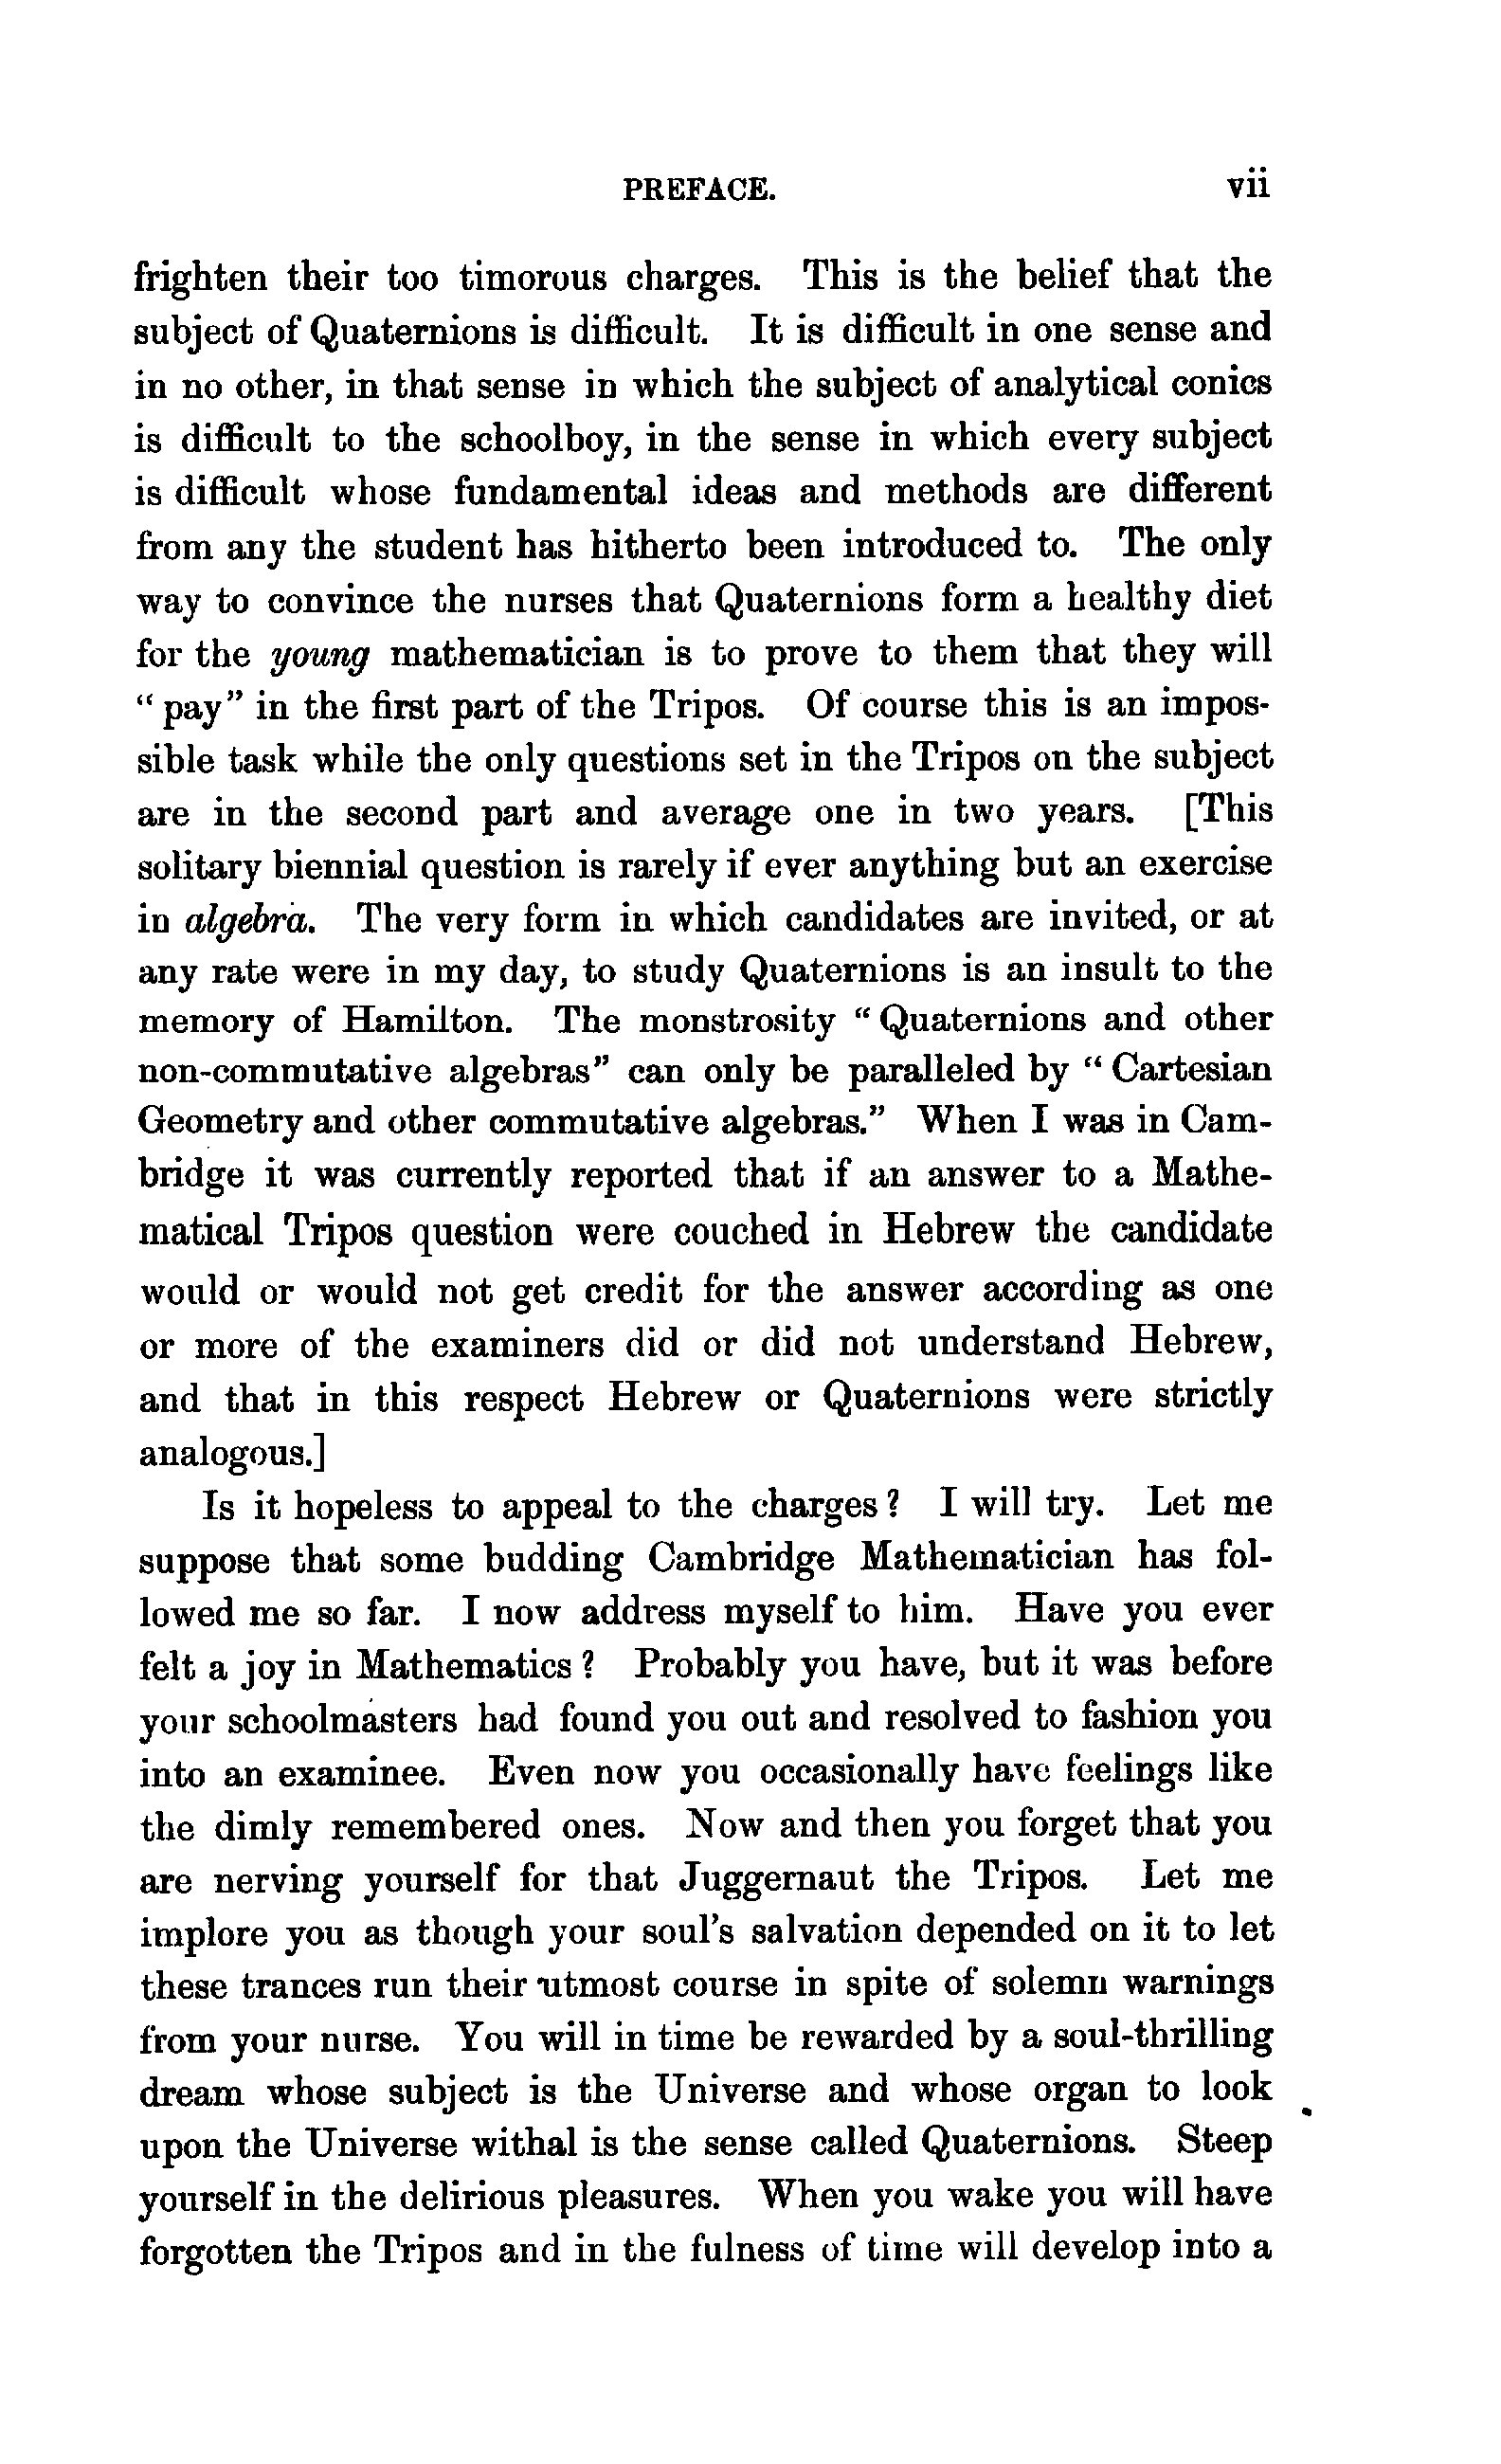 PREFACE. vii
frighten their too timorous charges. This is the belief that the
subject of Quaternions is difficult. It is difficult in one sense and
in no other, in that sense in which the subject of analytical conics
is difficult to the schoolboy, in the sense in which every subject
is difficult whose fundamental ideas and methods are different
from any the student has hitherto been introduced to. The only
way to convince the nurses that Quaternions form a healthy diet
for the young mathematician is to prove to them that they will
“pay” in the first part of the Tripos. Of course this is an impos-
sible task while the only questions set in the Tripos on the subject
are in the second part and average one in two years. [This
solitary biennial question is rarely if ever anything but an exercise
in algebra. The very form in which candidates are invited, or at
any rate were in my day, to study Quaternions is an insult to the
memory of Hamilton. The monstrosity “Quaternions and other
non-commutative algebras” can only be paralleled by “Cartesian
Geometry and other commutative algebras.” When I was in Cam-
bridge it was currently reported that if an answer to a Mathe-
matical Tripos question were couched in Hebrew the candidate
would or would not get credit for the answer according as one
or more of the examiners did or did not understand Hebrew,
and that in this respect Hebrew or Quaternions were strictly
analogous.]
Is it hopeless to appeal to the charges? I will try. Let me
suppose that some budding Cambridge Mathematician has fol-
lowed me so far. I now address myself to him. Have you ever
felt a joy in Mathematics? Probably you have, but it was before
your schoolmasters had found you out and resolved to fashion you
into an examinee. Even now you occasionally have feelings like
the dimly remembered ones. Now and then you forget that you
are nerving yourself for that Juggernaut the Tripos. Let me
implore you as though your soul’s salvation depended on it to let
these trances run their utmost course in spite of solemn warnings
from your nurse. You will in time be rewarded by a soul-thrilling
dream whose subject is the Universe and whose organ to look
upon the Universe withal is the sense called Quaternions. Steep
yourself in the delirious pleasures. When you wake you will have
forgotten the Tripos and in the fulness of time will develop into a